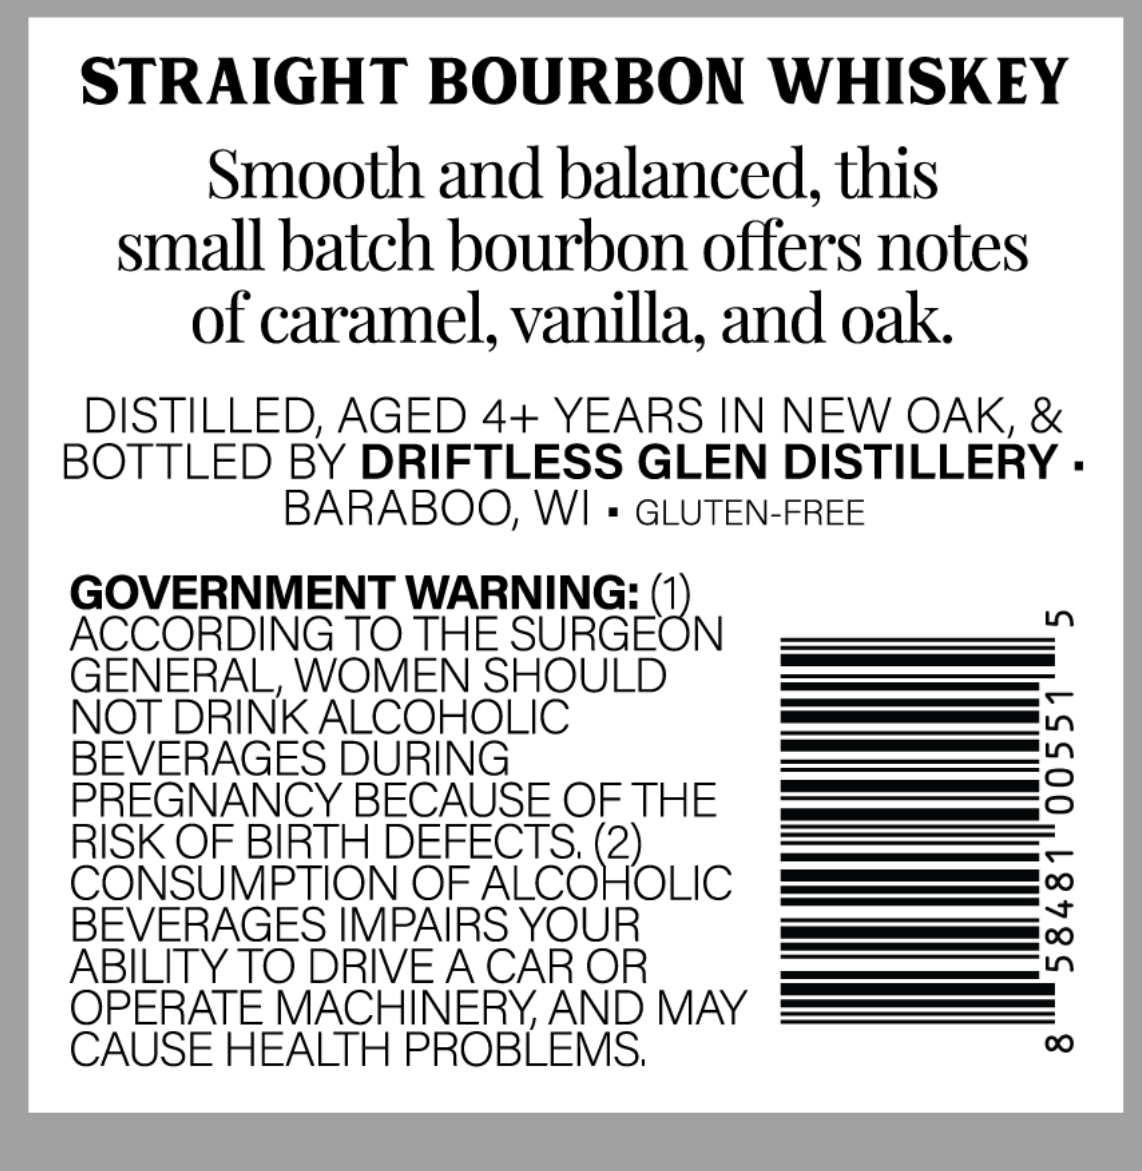 STRAIGHT BOURBON WHISKEY
Smooth and balanced, this
small batch bourbon offers notes
of caramel, vanilla, and oak.
DISTILLED, AGED 4+ YEARS IN NEW OAK, &
BOTTLED BY DRIFTLESS GLEN DISTILLERY ▪
BARABOO, WI ▪ GLUTEN-FREE
GOVERNMENT WARNING: (1)
ACCORDING TO THE SURGEON
GENERAL, WOMEN SHOULD
NOT DRINK ALCOHOLIC
BEVERAGES DURING
PREGNANCY BECAUSE OF THE
RISK OF BIRTH DEFECTS. (2)
CONSUMPTION OF ALCOHOLIC
BEVERAGES IMPAIRS YOUR
ABILITY TO DRIVE A CAR OR
OPERATE MACHINERY, AND MAY
CAUSE HEALTH PROBLEMS.
8 58481 00551 5